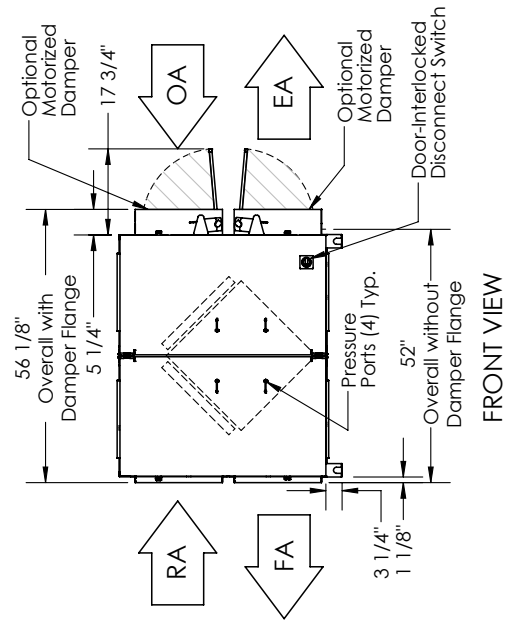 56 1/8"
Overall with
Damper Flange
5 1/4"
17 3/4"
Optional
Motorized
Damper
RA
OA
FA
EA
Optional
Motorized
Damper
Door-Interlocked
Disconnect Switch
Pressure
Ports (4) Typ.
3 1/4"
1 1/8"
52"
Overall without
Damper Flange
FRONT VIEW